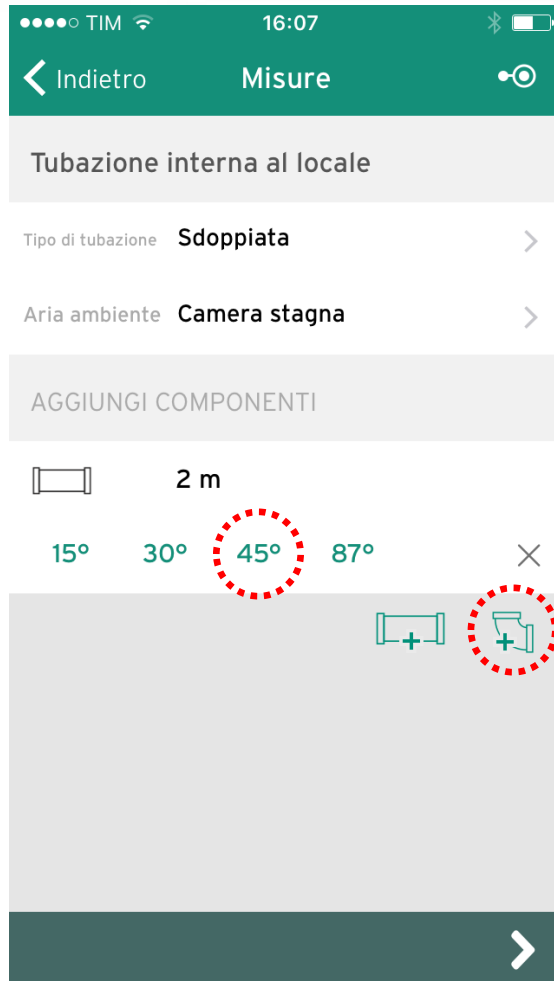 TIM 16:07
Indietro Misure
Tubazione interna al locale
Tipo di tubazione Sdoppiata
Aria ambiente Camera stagna
AGGIUNGI COMPONENTI
2 m
15° 30° 45° 87°